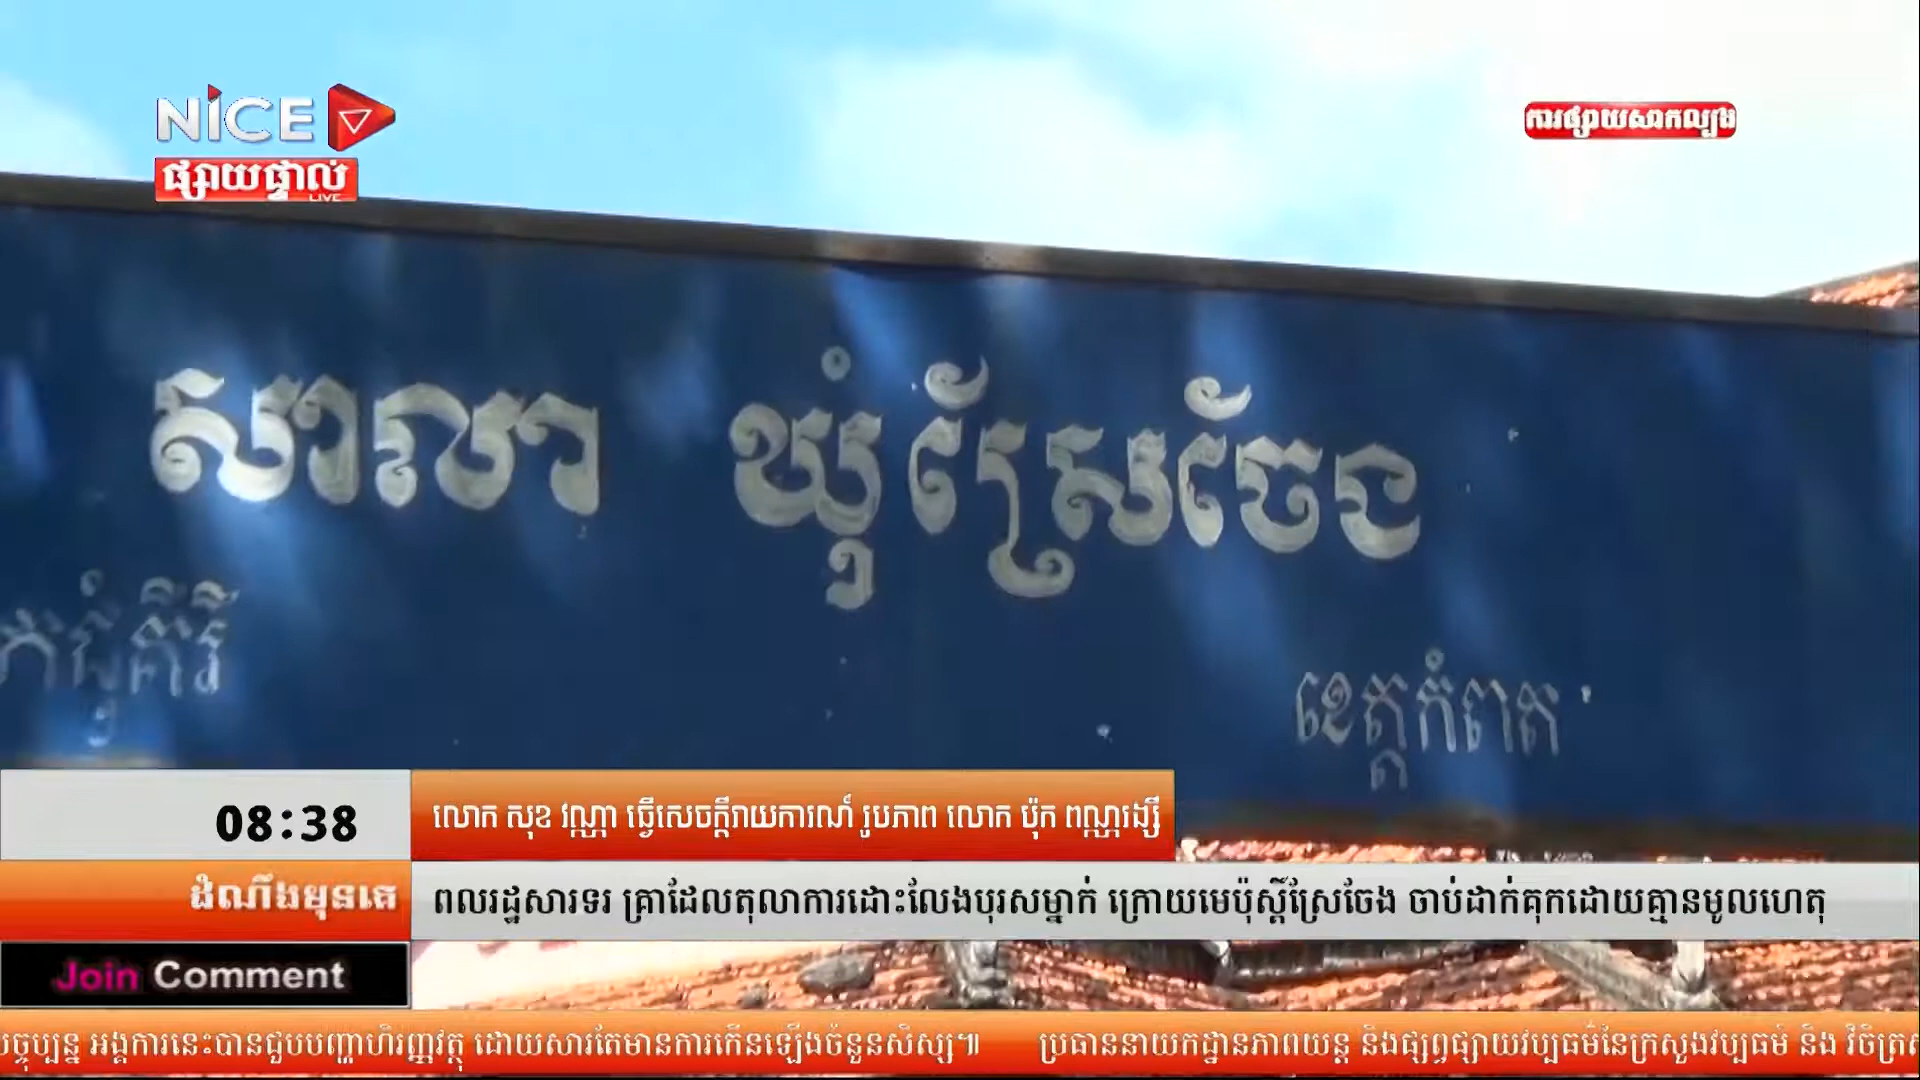 NiCE
ផ្សាយផ្ទាល់
LIVE
ការផ្សាយសាកល្បង
សាលា ឃុំស្រែចែង
កជុំគីរី
ខេត្តកំពត
08:38
លោក សុខ វណ្ណា ធ្វើសេចក្ដីរាយការណ៍ រូបភាព លោក ប៉ុក ពណ្ណរង្សី
ដំណឹងមុនគេ
ពលរដ្ឋសារទរ គ្រាដែលតុលាការដោះលែងបុរសម្នាក់ ក្រោយមេប៉ុស្តិ៍ស្រែចែង ចាប់ដាក់គុកដោយគ្មានមូលហេតុ
Join Comment
បច្ចុប្បន្ន អង្គការនេះបានជួបបញ្ហាហិរញ្ញវត្ថុ ដោយសារតែមានការកើនឡើងចំនួនសិស្ស៕ ប្រធាននាយកដ្ឋានភាពយន្ត និងផ្សព្វផ្សាយវប្បធម៌នៃក្រសួងវប្បធម៌ និង